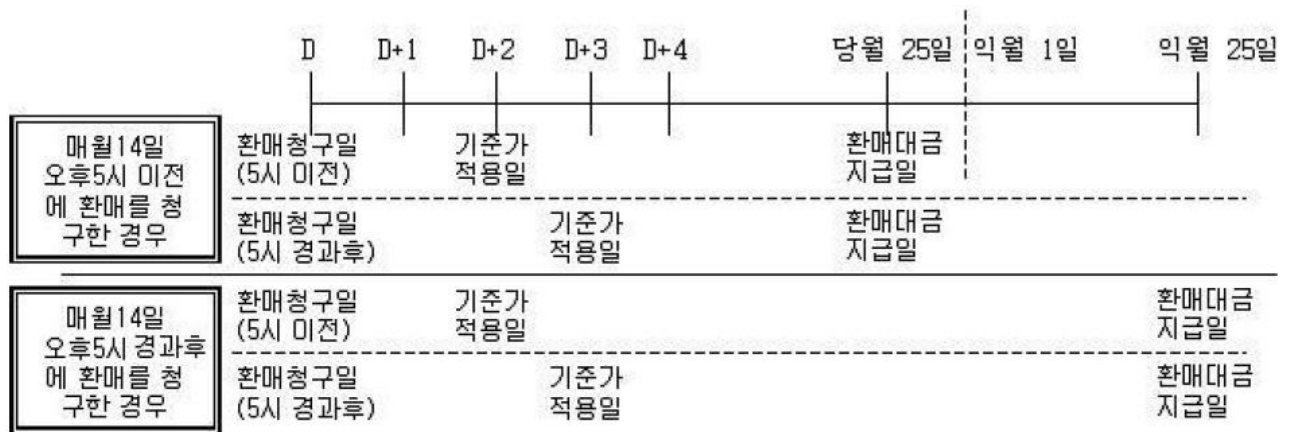 D D+1 D+2 D+3 D+4 당월 25일 익월 1일 익월 25일
매월14일
오후5시 이전
에 환매를 청
구한 경우
환매청구일
(5시 이전)
기준가
적용일
환매대금
지급일
환매청구일
(5시 경과후)
기준가
적용일
환매대금
지급일
매월14일
오후5시 경과후
에 환매를 청
구한 경우
환매청구일
(5시 이전)
기준가
적용일
환매대금
지급일
환매청구일
(5시 경과후)
기준가
적용일
환매대금
지급일